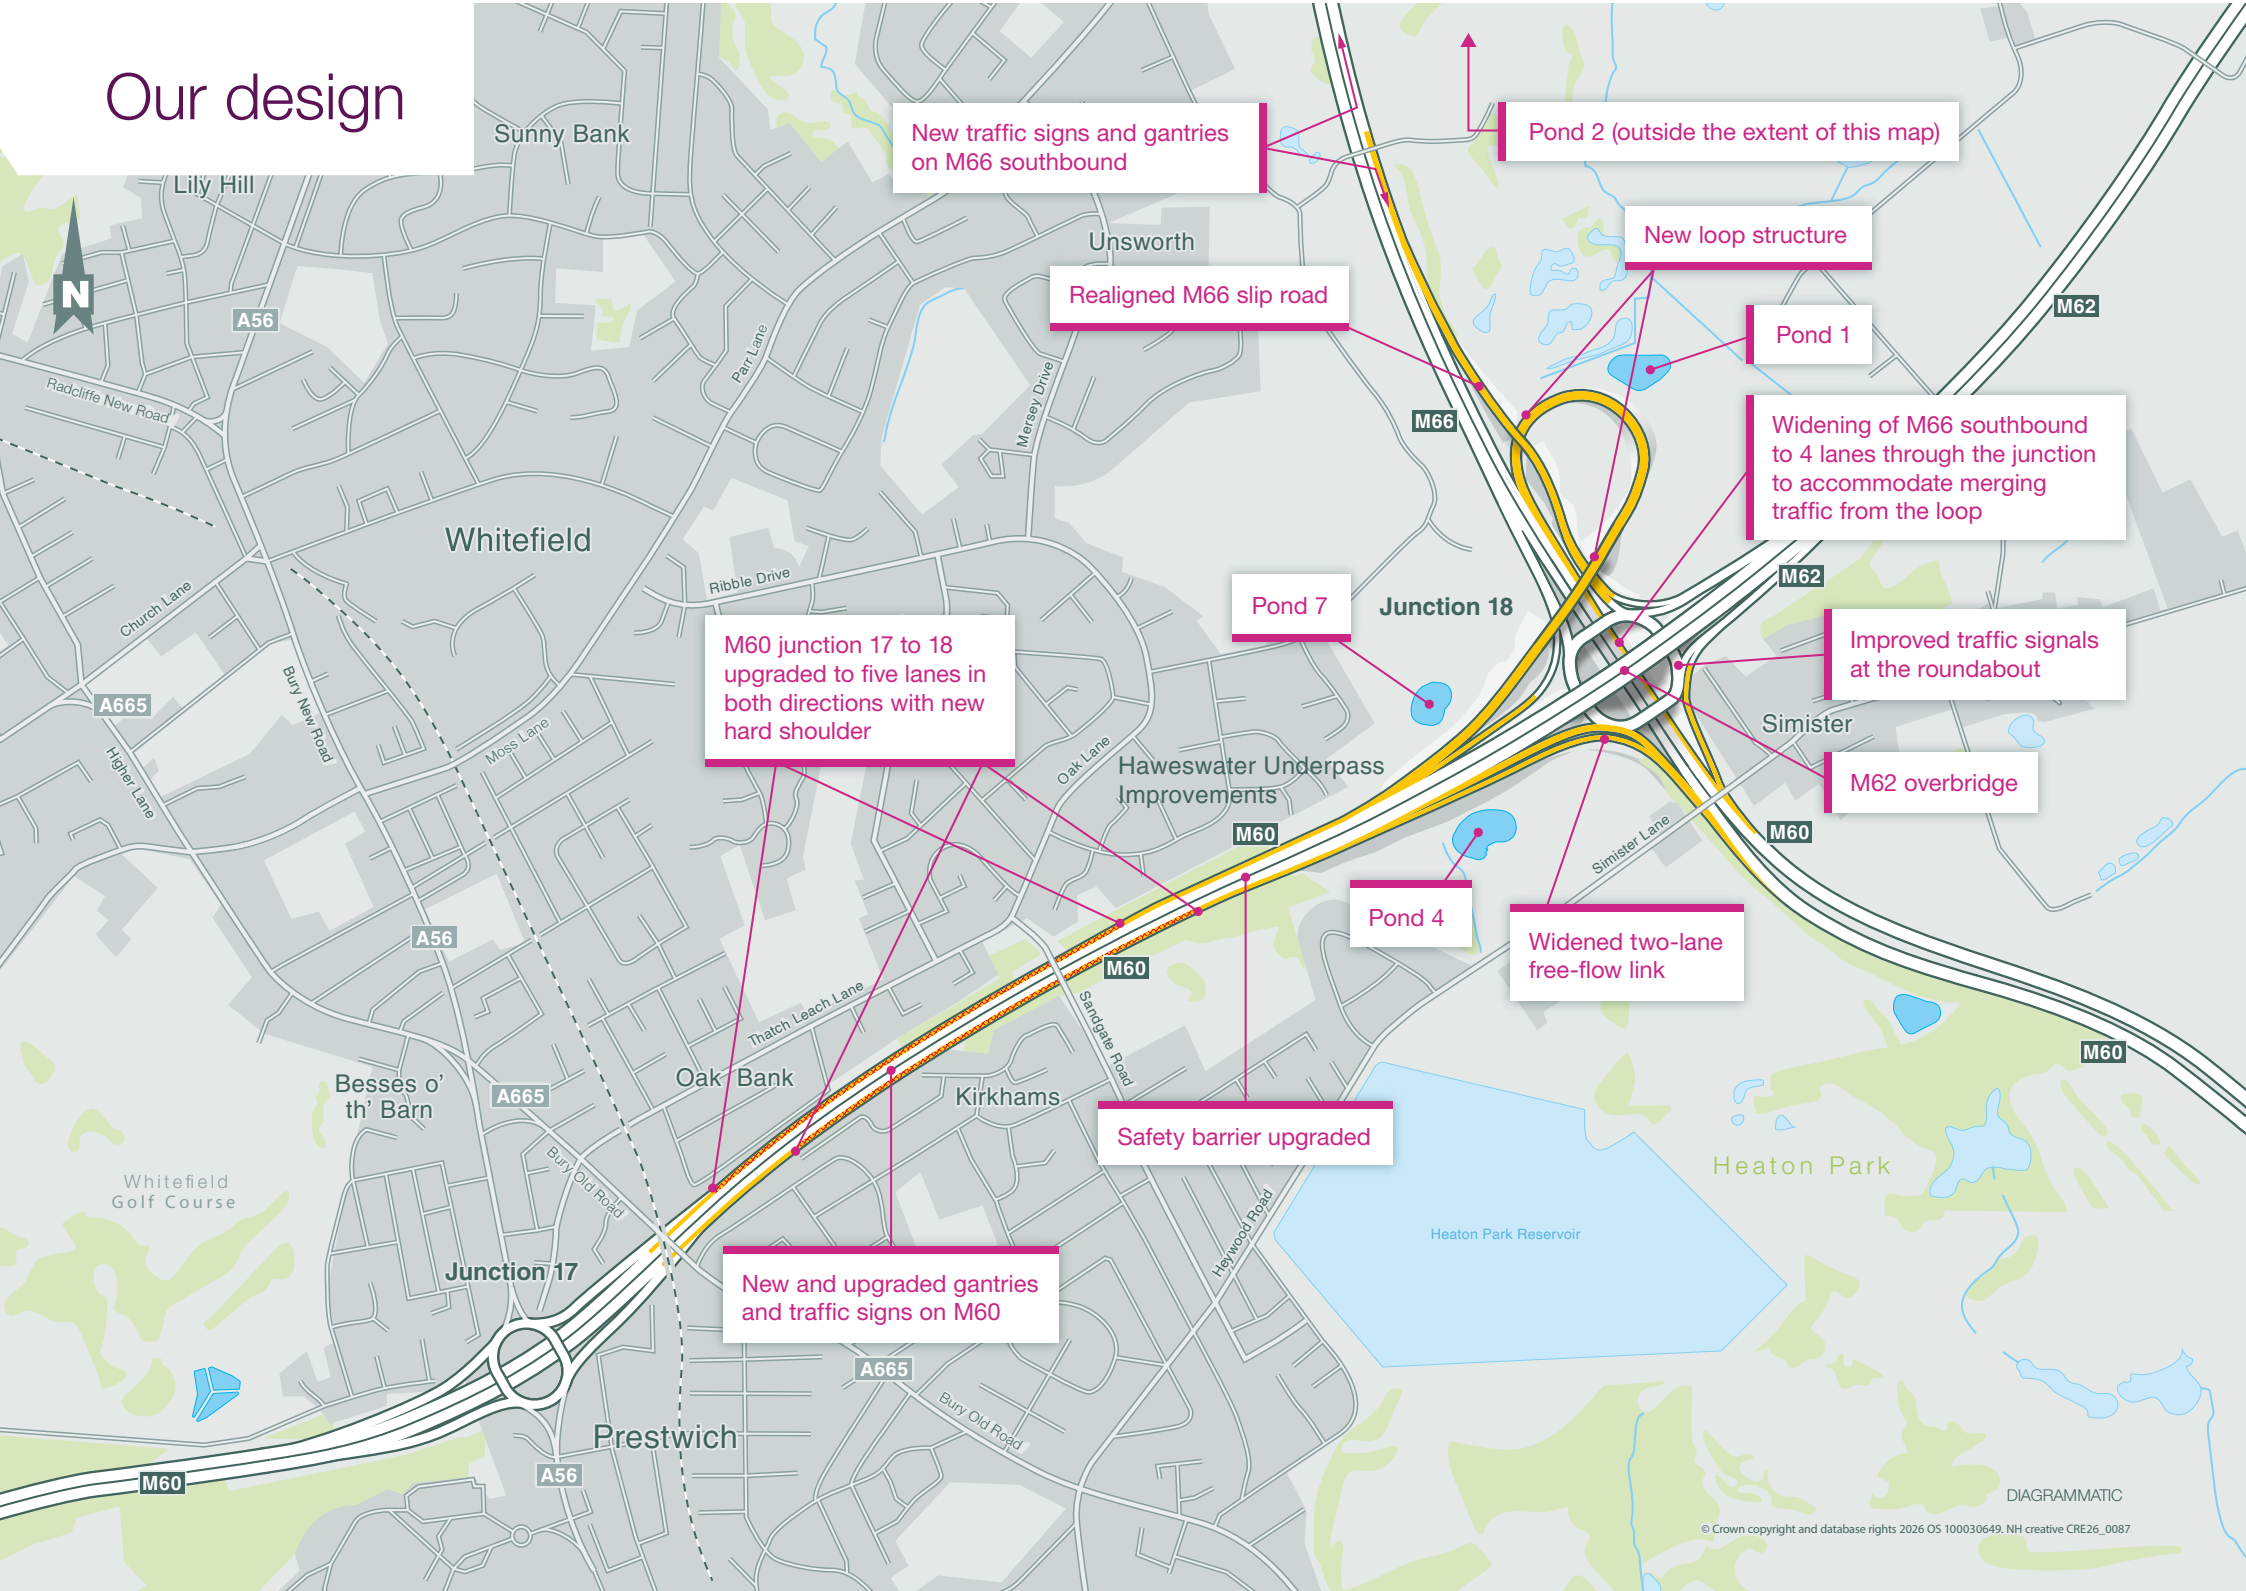 Our design
Sunny Bank
Lily Hill
N
A56
Radcliffe New Road
New traffic signs and gantries
on M66 southbound
Pond 2 (outside the extent of this map)
Unsworth
New loop structure
Realigned M66 slip road
Parr Lane
Mersey Drive
M62
Pond 1
M66
Widening of M66 southbound
to 4 lanes through the junction
to accommodate merging
traffic from the loop
Whitefield
Ribble Drive
Church Lane
M62
Pond 7
Junction 18
M60 junction 17 to 18
upgraded to five lanes in
both directions with new
hard shoulder
Improved traffic signals
at the roundabout
Bury New Road
A665
Moss Lane
Higher Lane
Simister
Oak Lane
Haweswater Underpass
Improvements
M62 overbridge
M60
M60
Simister Lane
Pond 4
A56
Widened two-lane
free-flow link
M60
Thatch Leach Lane
Sandgate Road
M60
Oak Bank
Besses o'
th' Barn
A665
Kirkhams
Safety barrier upgraded
Bury Old Road
Heaton Park
Whitefield
Golf Course
Heaton Park Reservoir
Heywood Road
Junction 17
New and upgraded gantries
and traffic signs on M60
A665
Bury Old Road
Prestwich
A56
M60
DIAGRAMMATIC
© Crown copyright and database rights 2026 OS 100030649. NH creative CRE26_0087